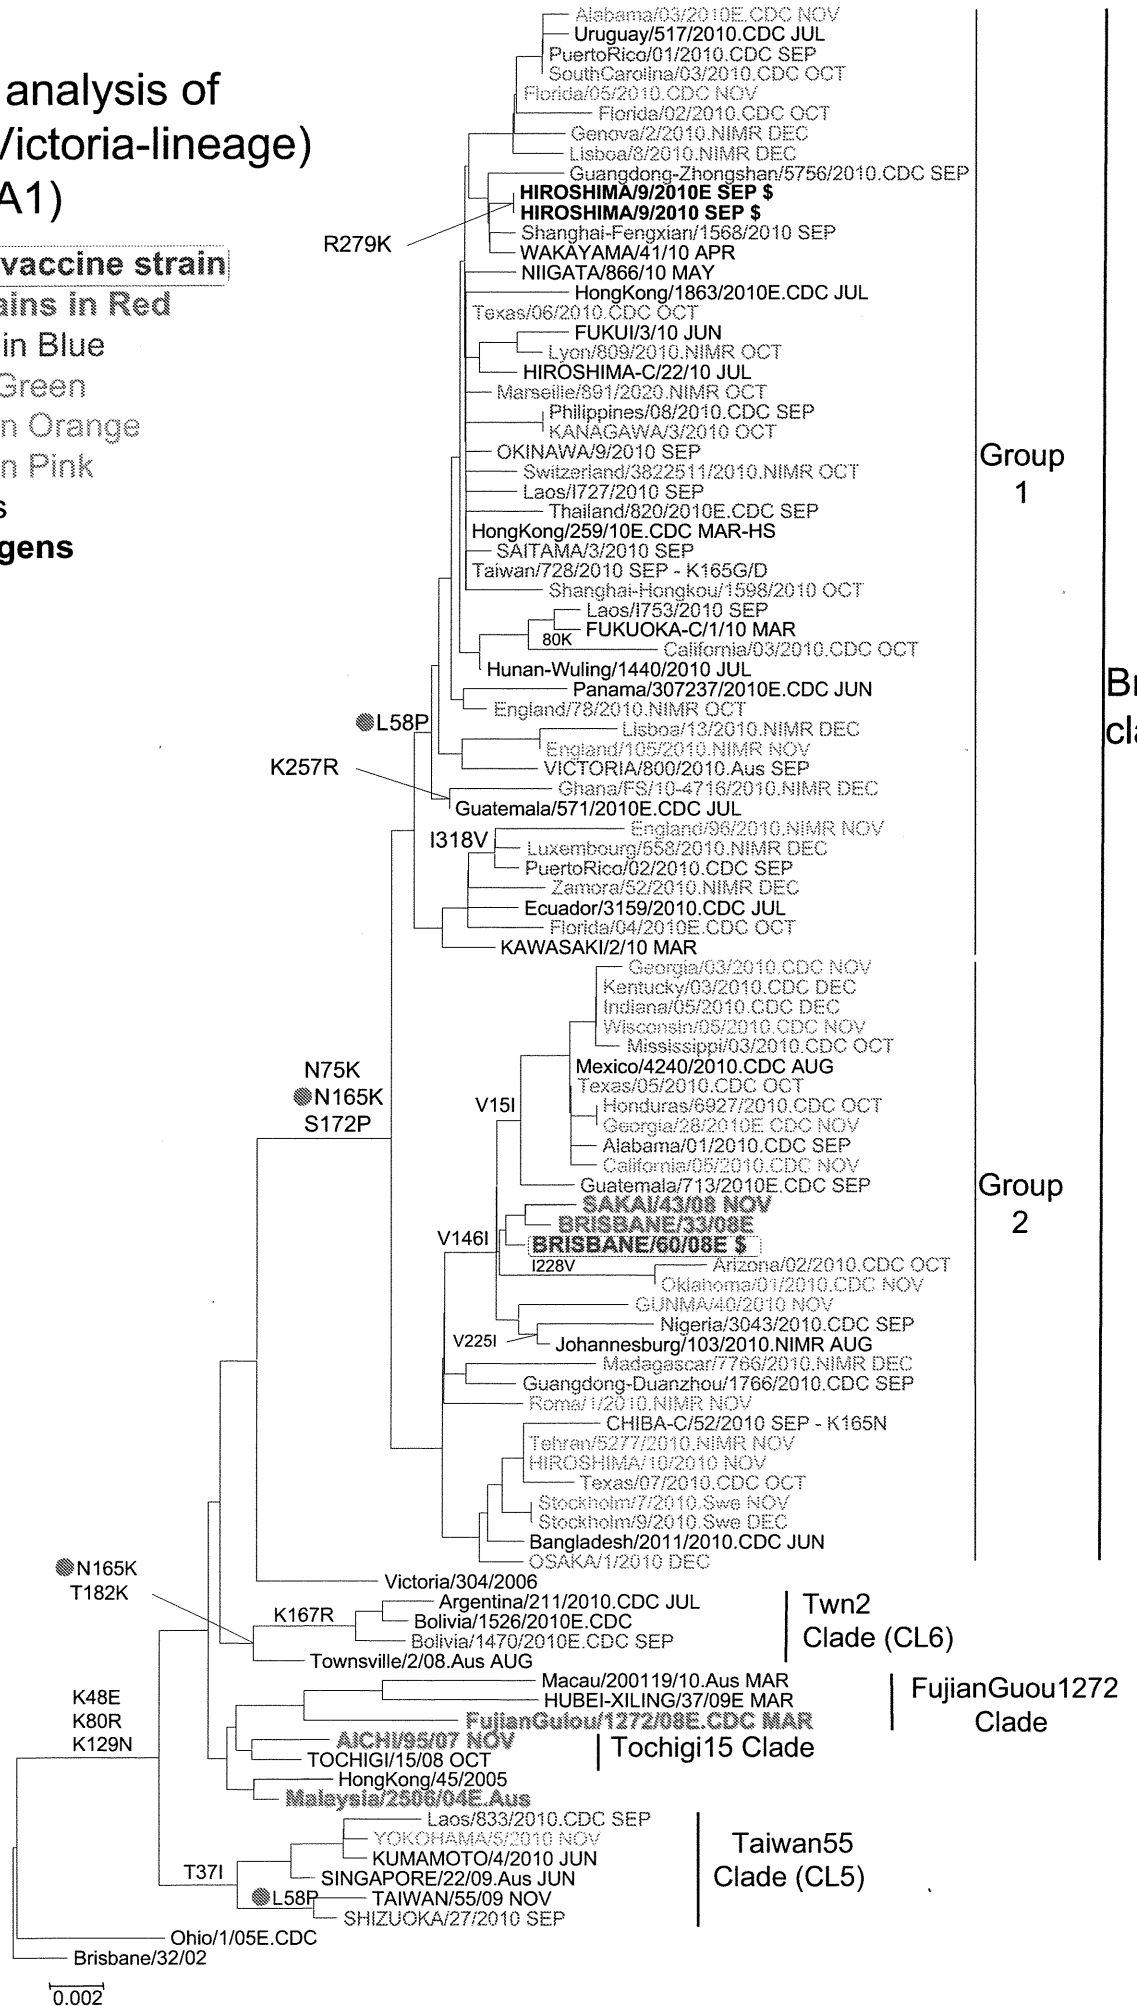 analysis of
Victoria-lineage)
A1)
vaccine strain
ains in Red
in Blue
Green
n Orange
n Pink
s
gens
Alabama/03/2010E.CDC NOV
Uruguay/517/2010.CDC JUL
PuertoRico/01/2010.CDC SEP
SouthCarolina/03/2010.CDC OCT
Florida/05/2010.CDC NOV
Florida/02/2010.CDC OCT
Genova/2/2010.NIMR DEC
Lisboa/8/2010.NIMR DEC
Guangdong-Zhongshan/5756/2010.CDC SEP
HIROSHIMA/9/2010E SEP $
HIROSHIMA/9/2010 SEP $
Shanghai-Fengxian/1568/2010 SEP
R279K
WAKAYAMA/41/10 APR
NIIGATA/866/10 MAY
HongKong/1863/2010E.CDC JUL
Texas/06/2010.CDC OCT
FUKUI/3/10 JUN
Lyon/809/2010.NIMR OCT
HIROSHIMA-C/22/10 JUL
Marseille/891/2020.NIMR OCT
Philippines/08/2010.CDC SEP
KANAGAWA/3/2010 OCT
OKINAWA/9/2010 SEP
Group
1
Switzerland/3822511/2010.NIMR OCT
Laos/I727/2010 SEP
Thailand/820/2010E.CDC SEP
HongKong/259/10E.CDC MAR-HS
SAITAMA/3/2010 SEP
Taiwan/728/2010 SEP - K165G/D
Shanghai-Hongkou/1598/2010 OCT
Laos/I753/2010 SEP
FUKUOKA-C/1/10 MAR
80K
California/03/2010.CDC OCT
Hunan-Wuling/1440/2010 JUL
Panama/307237/2010E.CDC JUN
Br
cla
England/78/2010.NIMR OCT
L58P
Lisboa/13/2010.NIMR DEC
England/105/2010.NIMR NOV
VICTORIA/800/2010.Aus SEP
K257R
Ghana/FS/10-4716/2010.NIMR DEC
Guatemala/571/2010E.CDC JUL
England/96/2010.NIMR NOV
I318V
Luxembourg/558/2010.NIMR DEC
PuertoRico/02/2010.CDC SEP
Zamora/52/2010.NIMR DEC
Ecuador/3159/2010.CDC JUL
Florida/04/2010E.CDC OCT
KAWASAKI/2/10 MAR
Georgia/03/2010.CDC NOV
Kentucky/03/2010.CDC DEC
Indiana/05/2010.CDC DEC
Wisconsin/05/2010.CDC NOV
Mississippi/03/2010.CDC OCT
Mexico/4240/2010.CDC AUG
N75K
N165K
S172P
Texas/05/2010.CDC OCT
V15I
Honduras/6927/2010.CDC OCT
Georgia/28/2010E.CDC NOV
Alabama/01/2010.CDC SEP
California/05/2010.CDC NOV
Guatemala/713/2010E.CDC SEP
Group
2
SAKAI/43/08 NOV
BRISBANE/33/08E
V146I
BRISBANE/60/08E $
I228V
Arizona/02/2010.CDC OCT
Oklahoma/01/2010.CDC NOV
GUNMA/40/2010 NOV
Nigeria/3043/2010.CDC SEP
V225I
Johannesburg/103/2010.NIMR AUG
Madagascar/7766/2010.NIMR DEC
Guangdong-Duanzhou/1766/2010.CDC SEP
Roma/1/2010.NIMR NOV
CHIBA-C/52/2010 SEP - K165N
Tehran/5277/2010.NIMR NOV
HIROSHIMA/10/2010 NOV
Texas/07/2010.CDC OCT
Stockholm/7/2010.Swe NOV
Stockholm/9/2010.Swe DEC
Bangladesh/2011/2010.CDC JUN
OSAKA/1/2010 DEC
N165K
T182K
Victoria/304/2006
Argentina/211/2010.CDC JUL
K167R
Bolivia/1526/2010E.CDC
Bolivia/1470/2010E.CDC SEP
Twn2
Clade (CL6)
Townsville/2/08.Aus AUG
Macau/200119/10.Aus MAR
HUBEI-XILING/37/09E MAR
FujianGuou1272
Clade
K48E
K80R
K129N
FujianGulou/1272/08E.CDC MAR
AICHI/95/07 NOV
TOCHIGI/15/08 OCT
Tochigi15 Clade
HongKong/45/2005
Malaysia/2506/04E.Aus
Laos/833/2010.CDC SEP
YOKOHAMA/5/2010 NOV
KUMAMOTO/4/2010 JUN
Taiwan55
Clade (CL5)
T37I
SINGAPORE/22/09.Aus JUN
L58P
TAIWAN/55/09 NOV
SHIZUOKA/27/2010 SEP
Ohio/1/05E.CDC
Brisbane/32/02
0.002